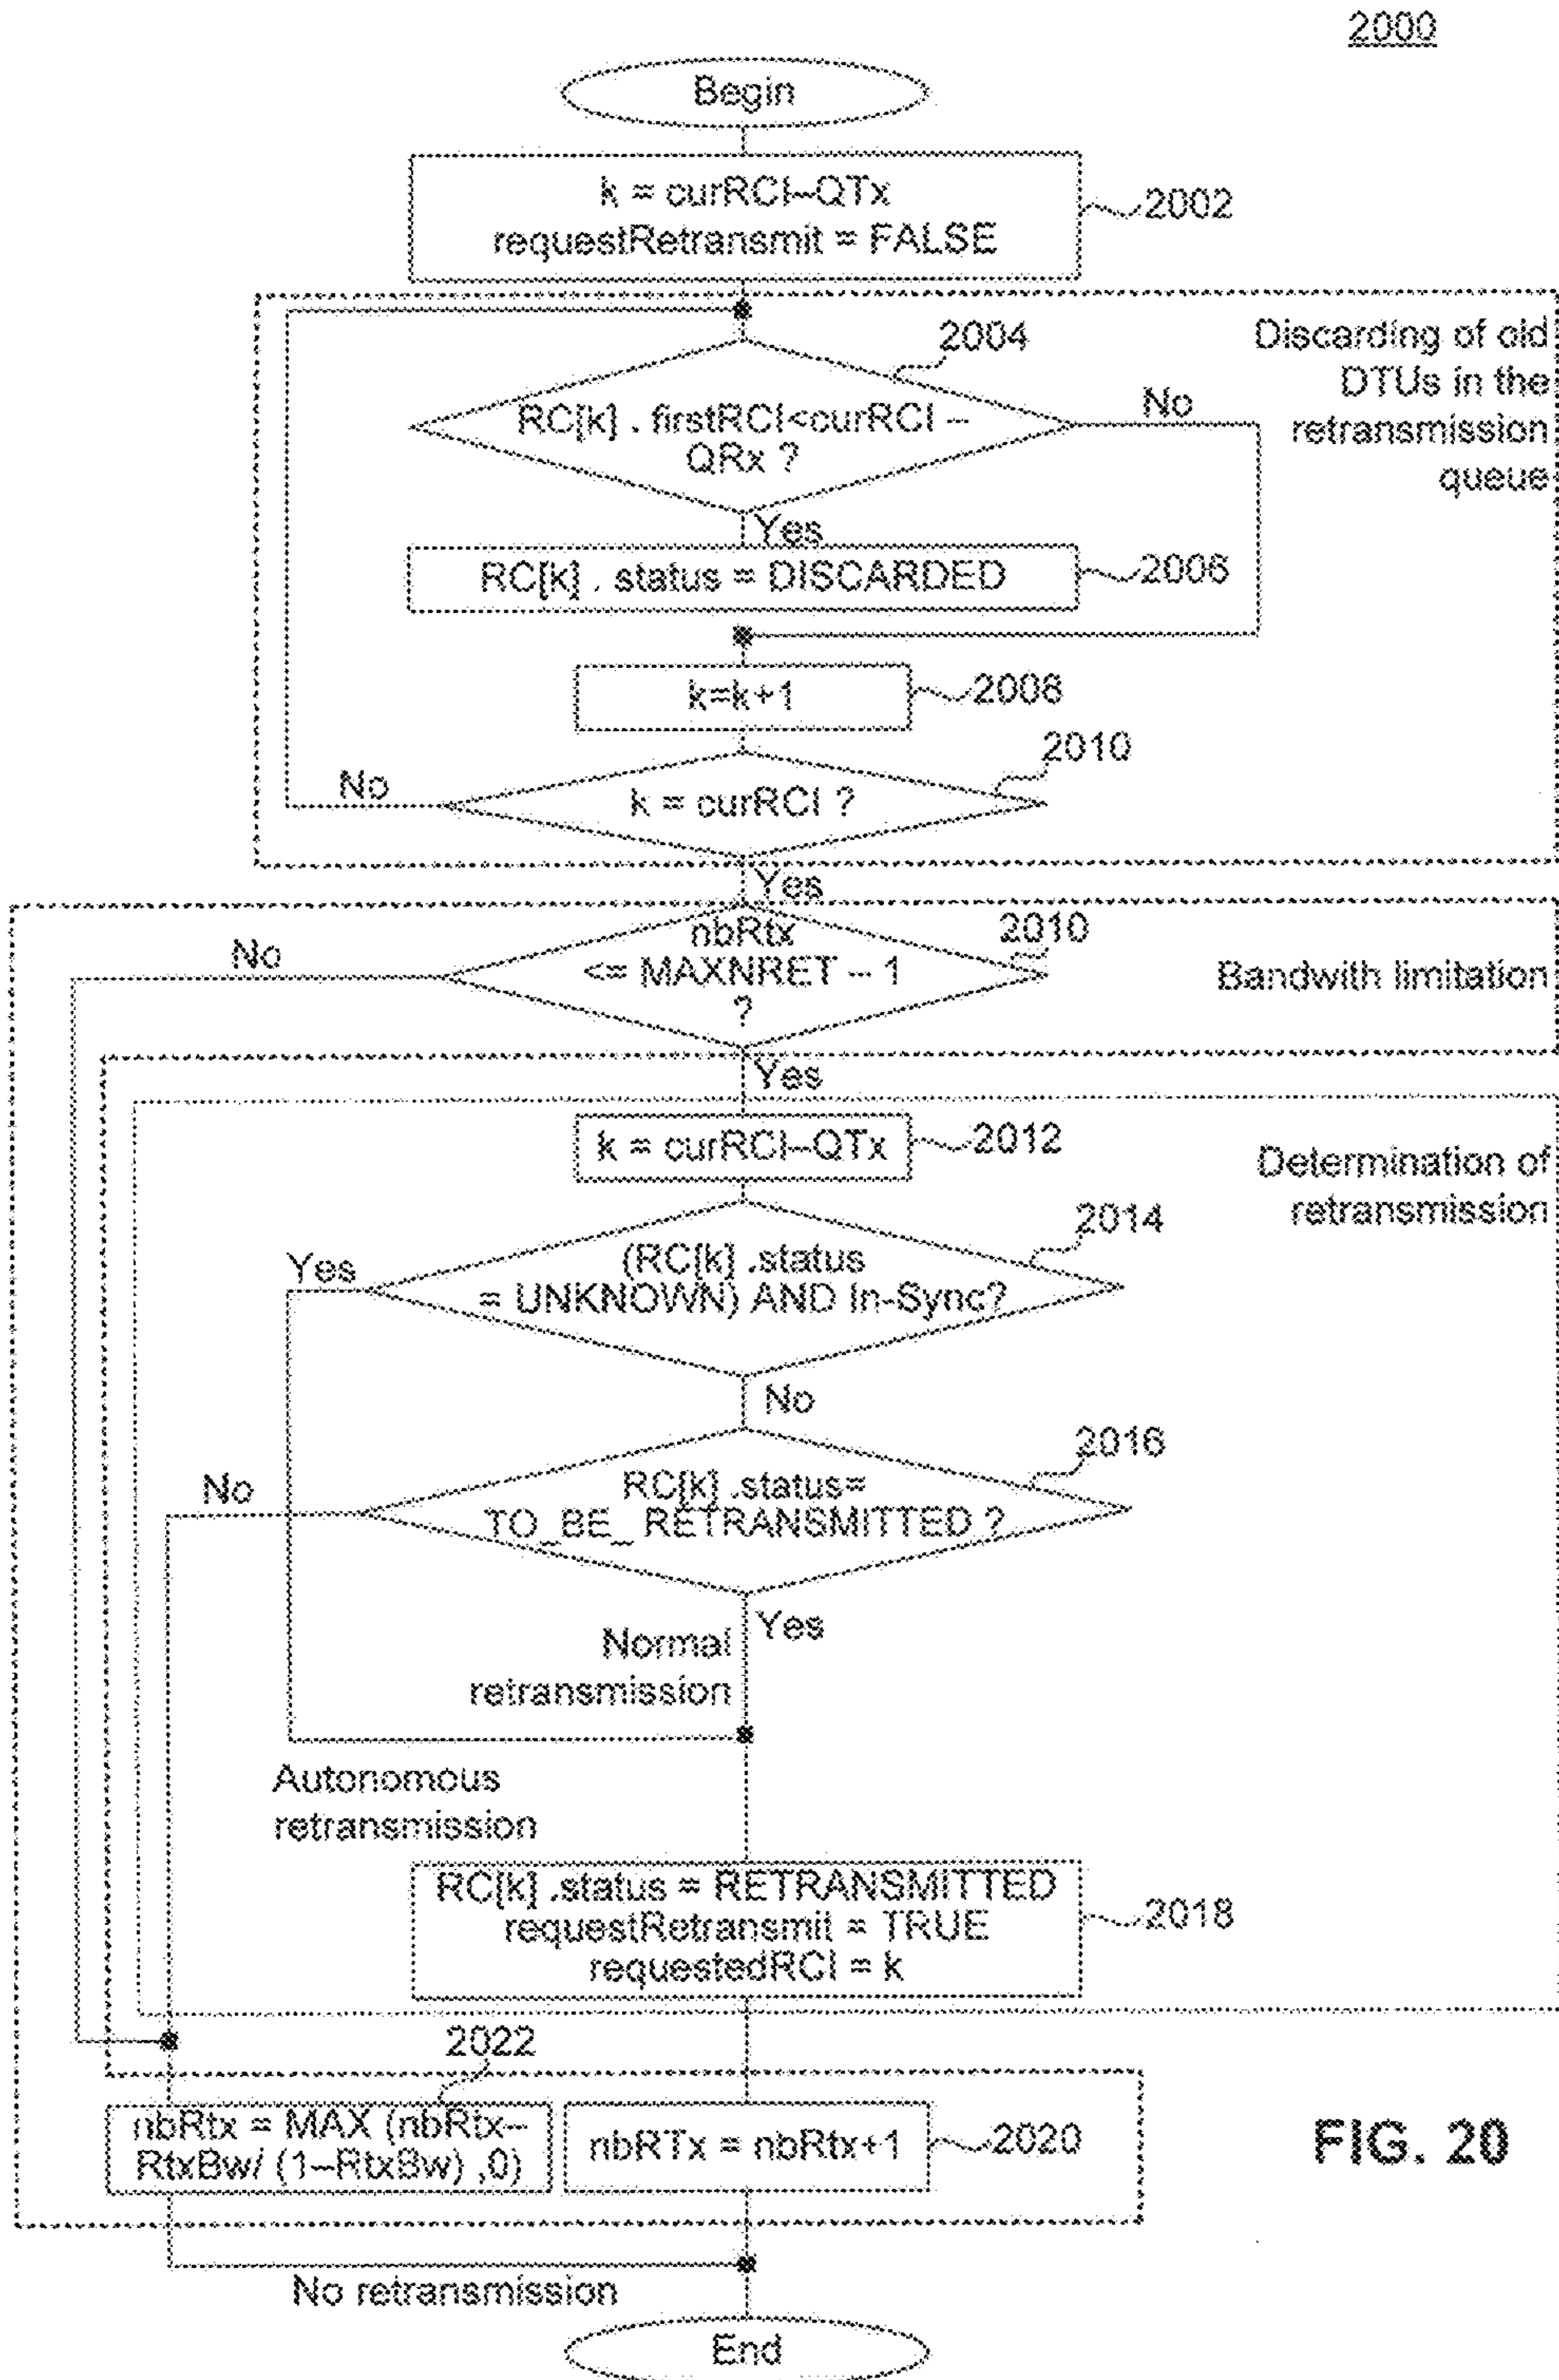 2000
Begin
k = curRCI–QTx
requestRetransmit = FALSE
2002
2004
Discarding of old
DTUs in the
retransmission
queue
RC[k] . firstRCI<curRCI –
QRx ?
No
Yes
RC[k] . status = DISCARDED
2006
k=k+1
2008
2010
No
k = curRCI ?
Yes
nbRtx
<= MAXNRET – 1
?
2010
No
Bandwith limitation
Yes
k = curRCI–QTx
2012
Determination of
retransmission
2014
Yes
(RC[k] .status
= UNKNOWN) AND In-Sync?
No
2016
No
RC[k] .status=
TO_BE_ RETRANSMITTED ?
Yes
Normal
retransmission
Autonomous
retransmission
RC[k] .status = RETRANSMITTED
requestRetransmit = TRUE
requestedRCI = k
2018
2022
nbRtx = MAX (nbRtx–
RtxBw/ (1–RtxBw) ,0)
nbRTx = nbRtx+1
2020
FIG. 20
No retransmission
End